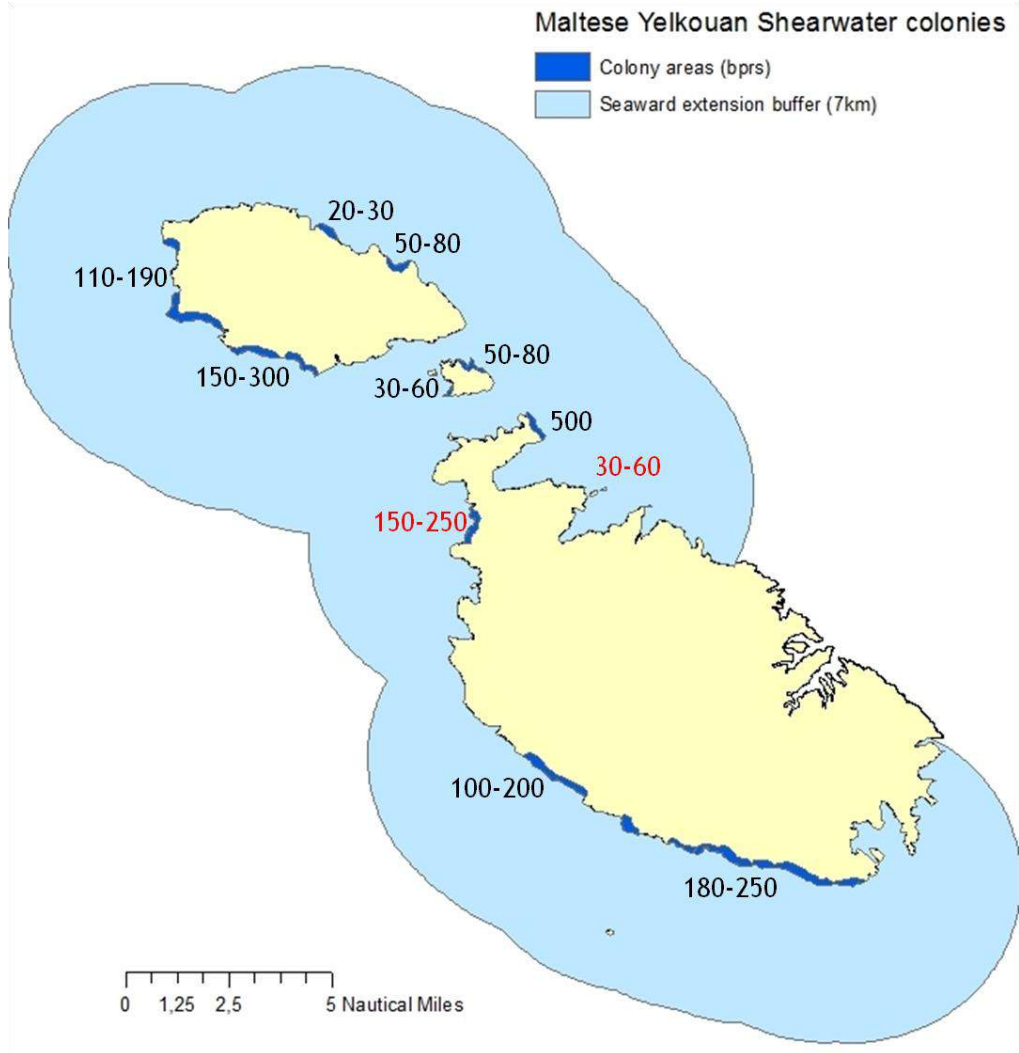 Maltese Yelkouan Shearwater colonies
Colony areas (bprs)
Seaward extension buffer (7km)
20-30
50-80
110-190
150-300
50-80
30-60
500
30-60
150-250
100-200
180-250
0 1,25 2,5 5 Nautical Miles